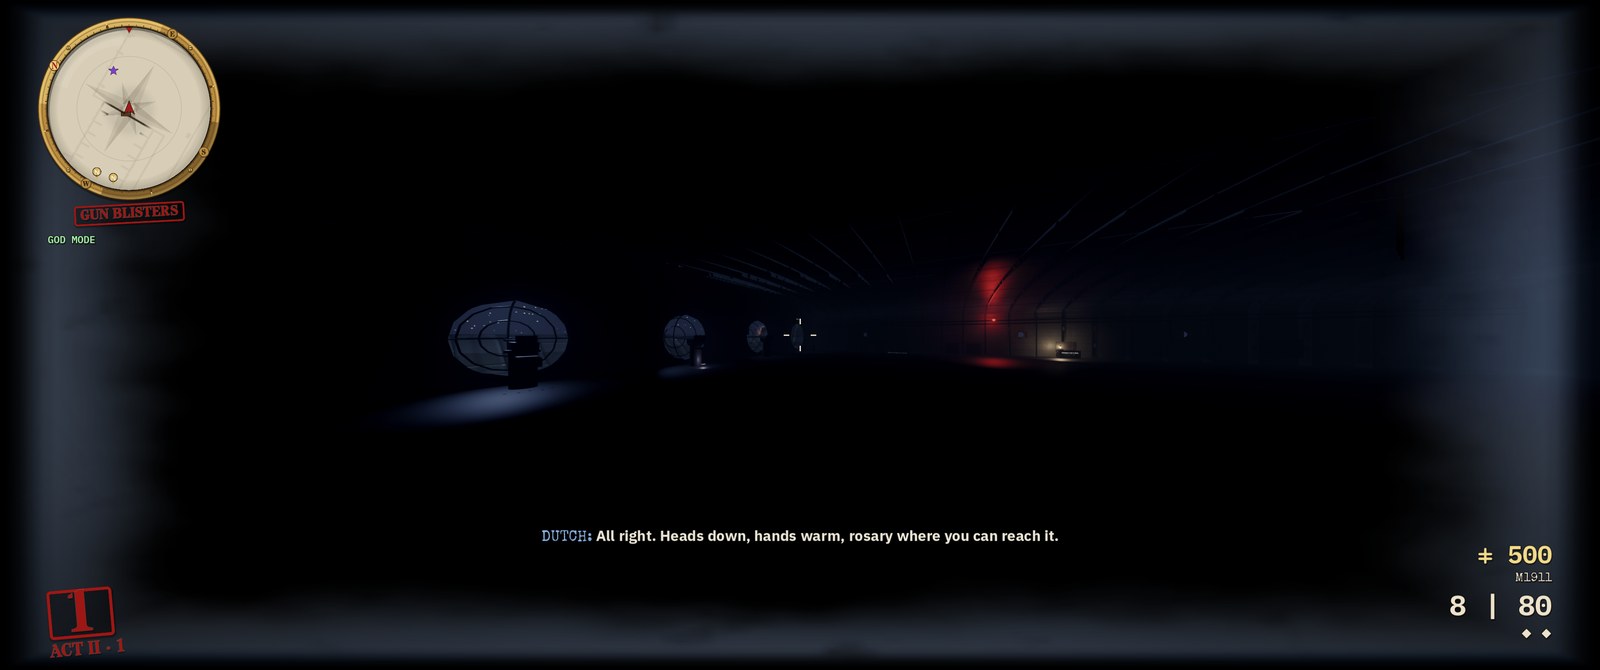 N
E
S
W
GUN BLISTERS
GOD MODE
DUTCH: All right. Heads down, hands warm, rosary where you can reach it.
500
M1911
8 | 80
1
ACT II - 1